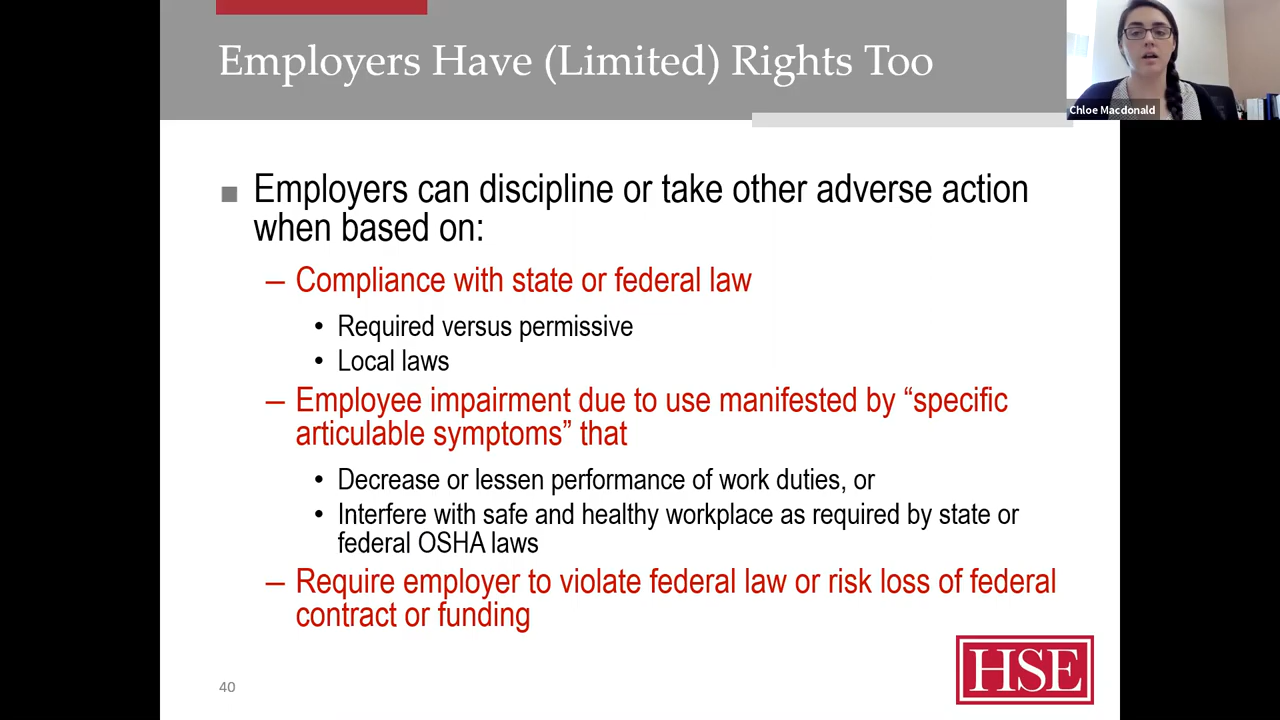 Employers Have (Limited) Rights Too
Chloe Macdonald
■ Employers can discipline or take other adverse action
when based on:
– Compliance with state or federal law
• Required versus permissive
• Local laws
– Employee impairment due to use manifested by “specific
articulable symptoms” that
• Decrease or lessen performance of work duties, or
• Interfere with safe and healthy workplace as required by state or
federal OSHA laws
– Require employer to violate federal law or risk loss of federal
contract or funding
40
HSE